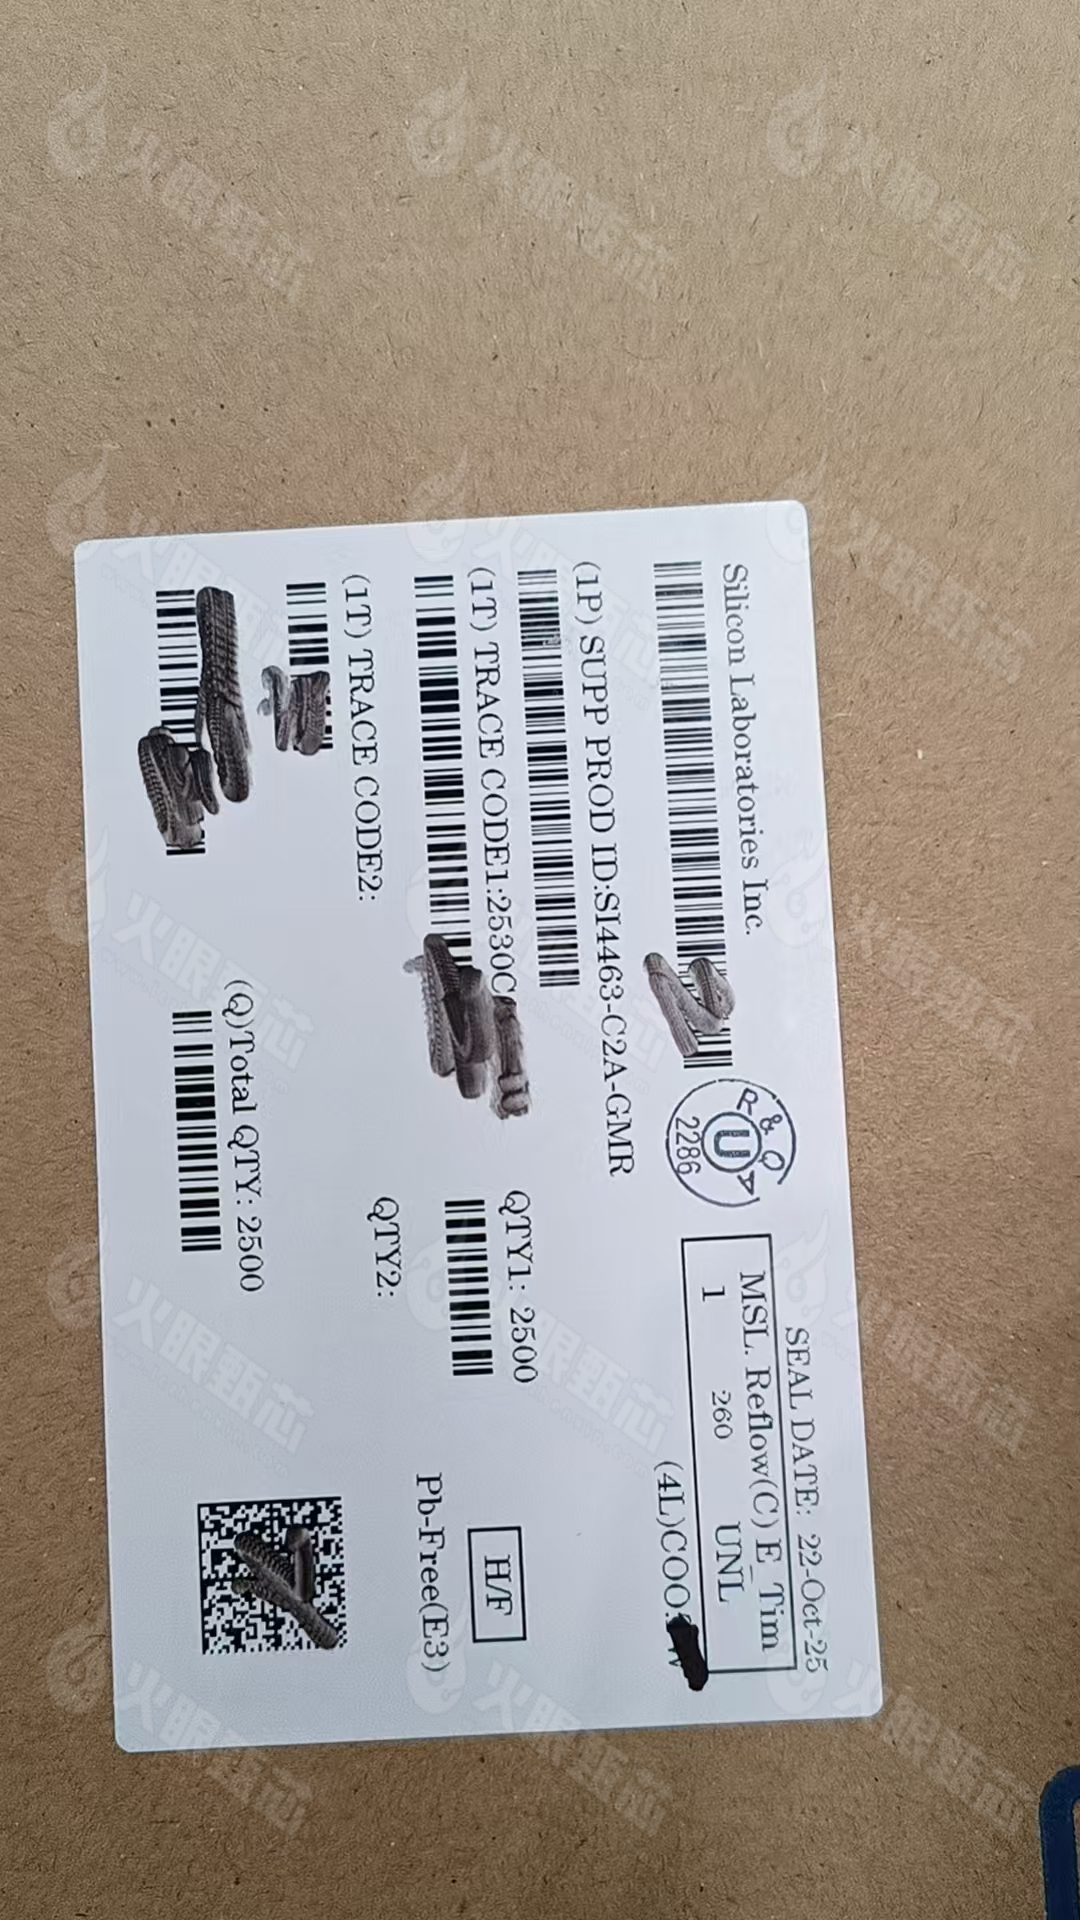 SEAL DATE: 22-Oct-25
Silicon Laboratories Inc.
MSL. Reflow(C) E_Tim
1 260 UNL
R & Q A
U
2286
(4L)COO:
(1P) SUPP PROD ID:SI4463-C2A-GMR
(1T) TRACE CODE1:2530C
QTY1: 2500
H/F
(1T) TRACE CODE2:
QTY2:
Pb-Free(E3)
(Q)Total QTY: 2500
火眼甄芯